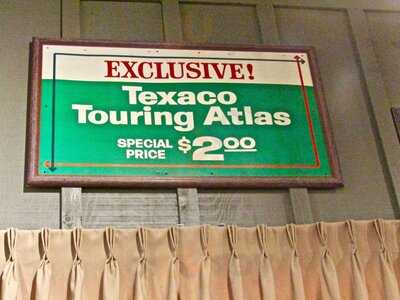 EXCLUSIVE!
Texaco
Touring Atlas
SPECIAL
PRICE $2.00